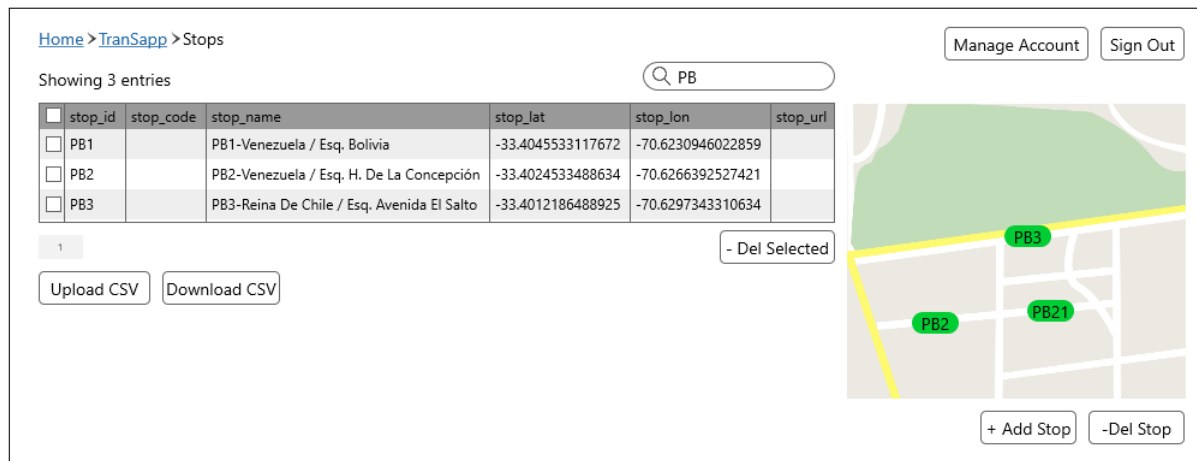 Home > TranSapp > Stops
Manage Account
Sign Out
Showing 3 entries
PB
stop_id stop_code stop_name stop_lat stop_lon stop_url
PB1 PB1-Venezuela / Esq. Bolivia -33.4045533117672 -70.6230946022859
PB2 PB2-Venezuela / Esq. H. De La Concepción -33.4024533488634 -70.6266392527421
PB3 PB3-Reina De Chile / Esq. Avenida El Salto -33.4012186488925 -70.6297343310634
1
- Del Selected
Upload CSV
Download CSV
PB3
PB21
PB2
+ Add Stop
-Del Stop